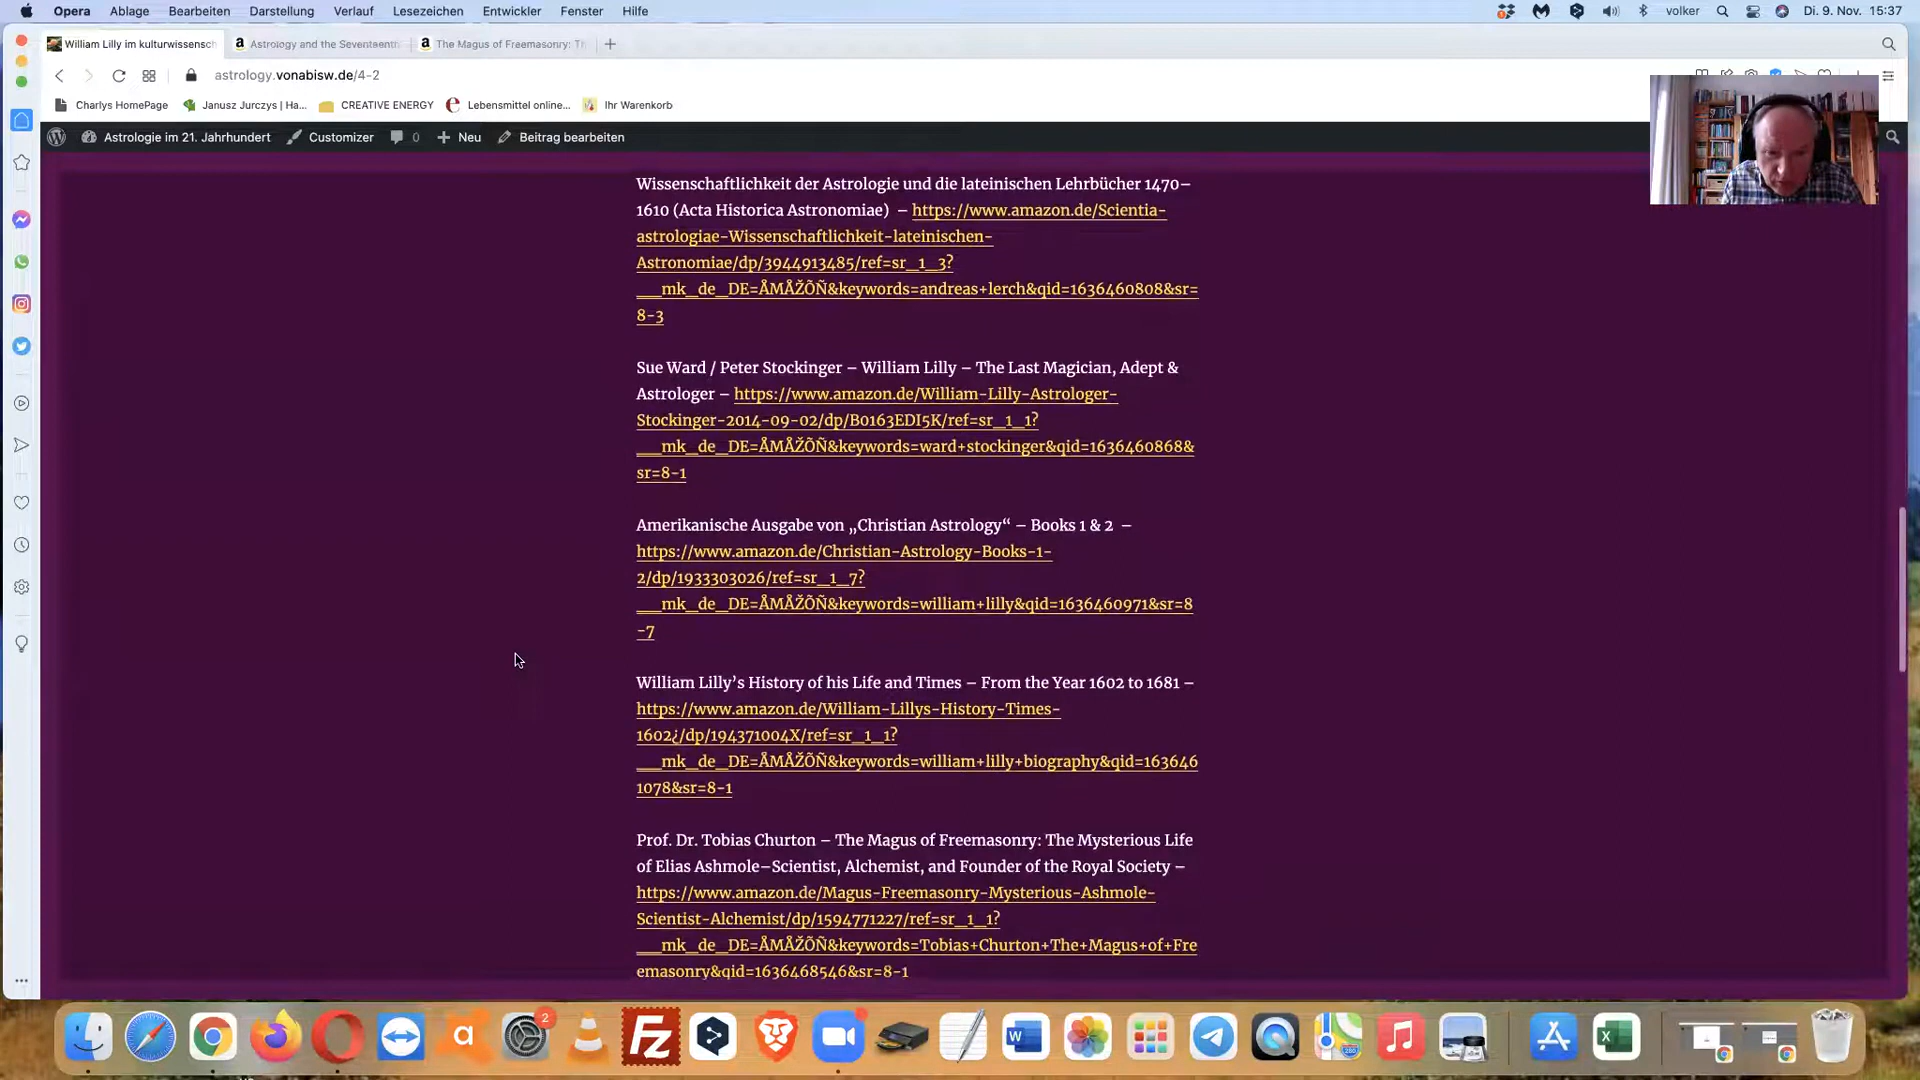 Opera Ablage Bearbeiten Darstellung Verlauf Lesezeichen Entwickler Fenster Hilfe volker Di. 9. Nov. 15:37
William Lilly im kulturwissensch Astrology and the Seventeenth The Magus of Freemasonry: Th
astrology.vonabisw.de/4-2
Charlys HomePage Janusz Jurczys | Ha... CREATIVE ENERGY Lebensmittel online... Ihr Warenkorb
Astrologie im 21. Jahrhundert Customizer 0 Neu Beitrag bearbeiten
Wissenschaftlichkeit der Astrologie und die lateinischen Lehrbücher 1470–
1610 (Acta Historica Astronomiae) – https://www.amazon.de/Scientia-
astrologiae-Wissenschaftlichkeit-lateinischen-
Astronomiae/dp/3944913485/ref=sr_1_3?
__mk_de_DE=ÅMÅŽÕÑ&keywords=andreas+lerch&qid=1636460808&sr=
8-3
Sue Ward / Peter Stockinger – William Lilly – The Last Magician, Adept &
Astrologer – https://www.amazon.de/William-Lilly-Astrologer-
Stockinger-2014-09-02/dp/B0163EDI5K/ref=sr_1_1?
__mk_de_DE=ÅMÅŽÕÑ&keywords=ward+stockinger&qid=1636460868&
sr=8-1
Amerikanische Ausgabe von „Christian Astrology“ – Books 1 & 2 –
https://www.amazon.de/Christian-Astrology-Books-1-
2/dp/1933303026/ref=sr_1_7?
__mk_de_DE=ÅMÅŽÕÑ&keywords=william+lilly&qid=1636460971&sr=8
-7
William Lilly’s History of his Life and Times – From the Year 1602 to 1681 –
https://www.amazon.de/William-Lillys-History-Times-
1602¿/dp/194371004X/ref=sr_1_1?
__mk_de_DE=ÅMÅŽÕÑ&keywords=william+lilly+biography&qid=163646
1078&sr=8-1
Prof. Dr. Tobias Churton – The Magus of Freemasonry: The Mysterious Life
of Elias Ashmole–Scientist, Alchemist, and Founder of the Royal Society –
https://www.amazon.de/Magus-Freemasonry-Mysterious-Ashmole-
Scientist-Alchemist/dp/1594771227/ref=sr_1_1?
__mk_de_DE=ÅMÅŽÕÑ&keywords=Tobias+Churton+The+Magus+of+Fre
emasonry&qid=1636468546&sr=8-1
2